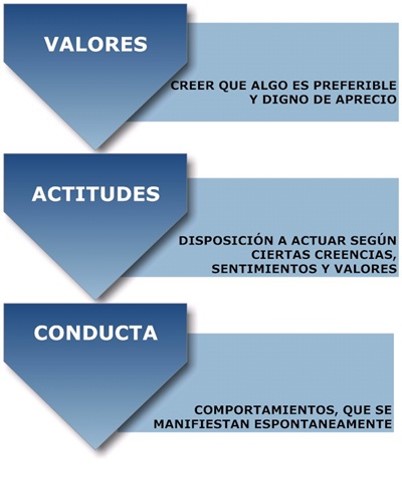 VALORES
CREER QUE ALGO ES PREFERIBLE
Y DIGNO DE APRECIO
ACTITUDES
DISPOSICIÓN A ACTUAR SEGÚN
CIERTAS CREENCIAS,
SENTIMIENTOS Y VALORES
CONDUCTA
COMPORTAMIENTOS, QUE SE
MANIFIESTAN ESPONTANEAMENTE